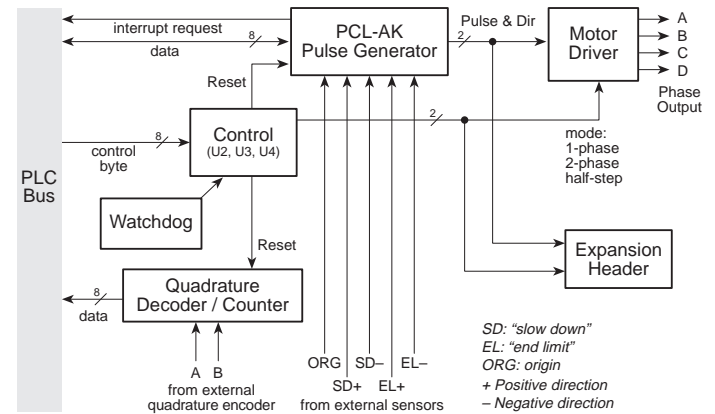 interrupt request
8
data
PCL-AK
Pulse Generator
2
Pulse & Dir
Motor
Driver
A
B
C
D
Phase
Output
Reset
8
control
byte
Control
(U2, U3, U4)
2
mode:
1-phase
2-phase
half-step
PLC
Bus
Watchdog
Reset
Expansion
Header
8
data
Quadrature
Decoder / Counter
A B
from external
quadrature encoder
ORG SD– EL–
SD+ EL+
from external sensors
SD: “slow down”
EL: “end limit”
ORG: origin
+ Positive direction
– Negative direction